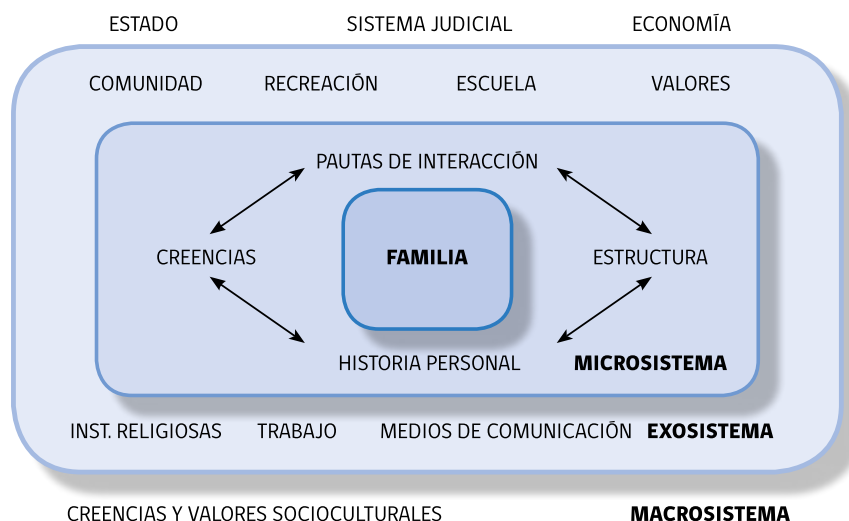 ESTADO SISTEMA JUDICIAL ECONOMÍA
COMUNIDAD RECREACIÓN ESCUELA VALORES
PAUTAS DE INTERACCIÓN
CREENCIAS FAMILIA ESTRUCTURA
HISTORIA PERSONAL MICROSISTEMA
INST. RELIGIOSAS TRABAJO MEDIOS DE COMUNICACIÓN EXOSISTEMA
CREENCIAS Y VALORES SOCIOCULTURALES MACROSISTEMA